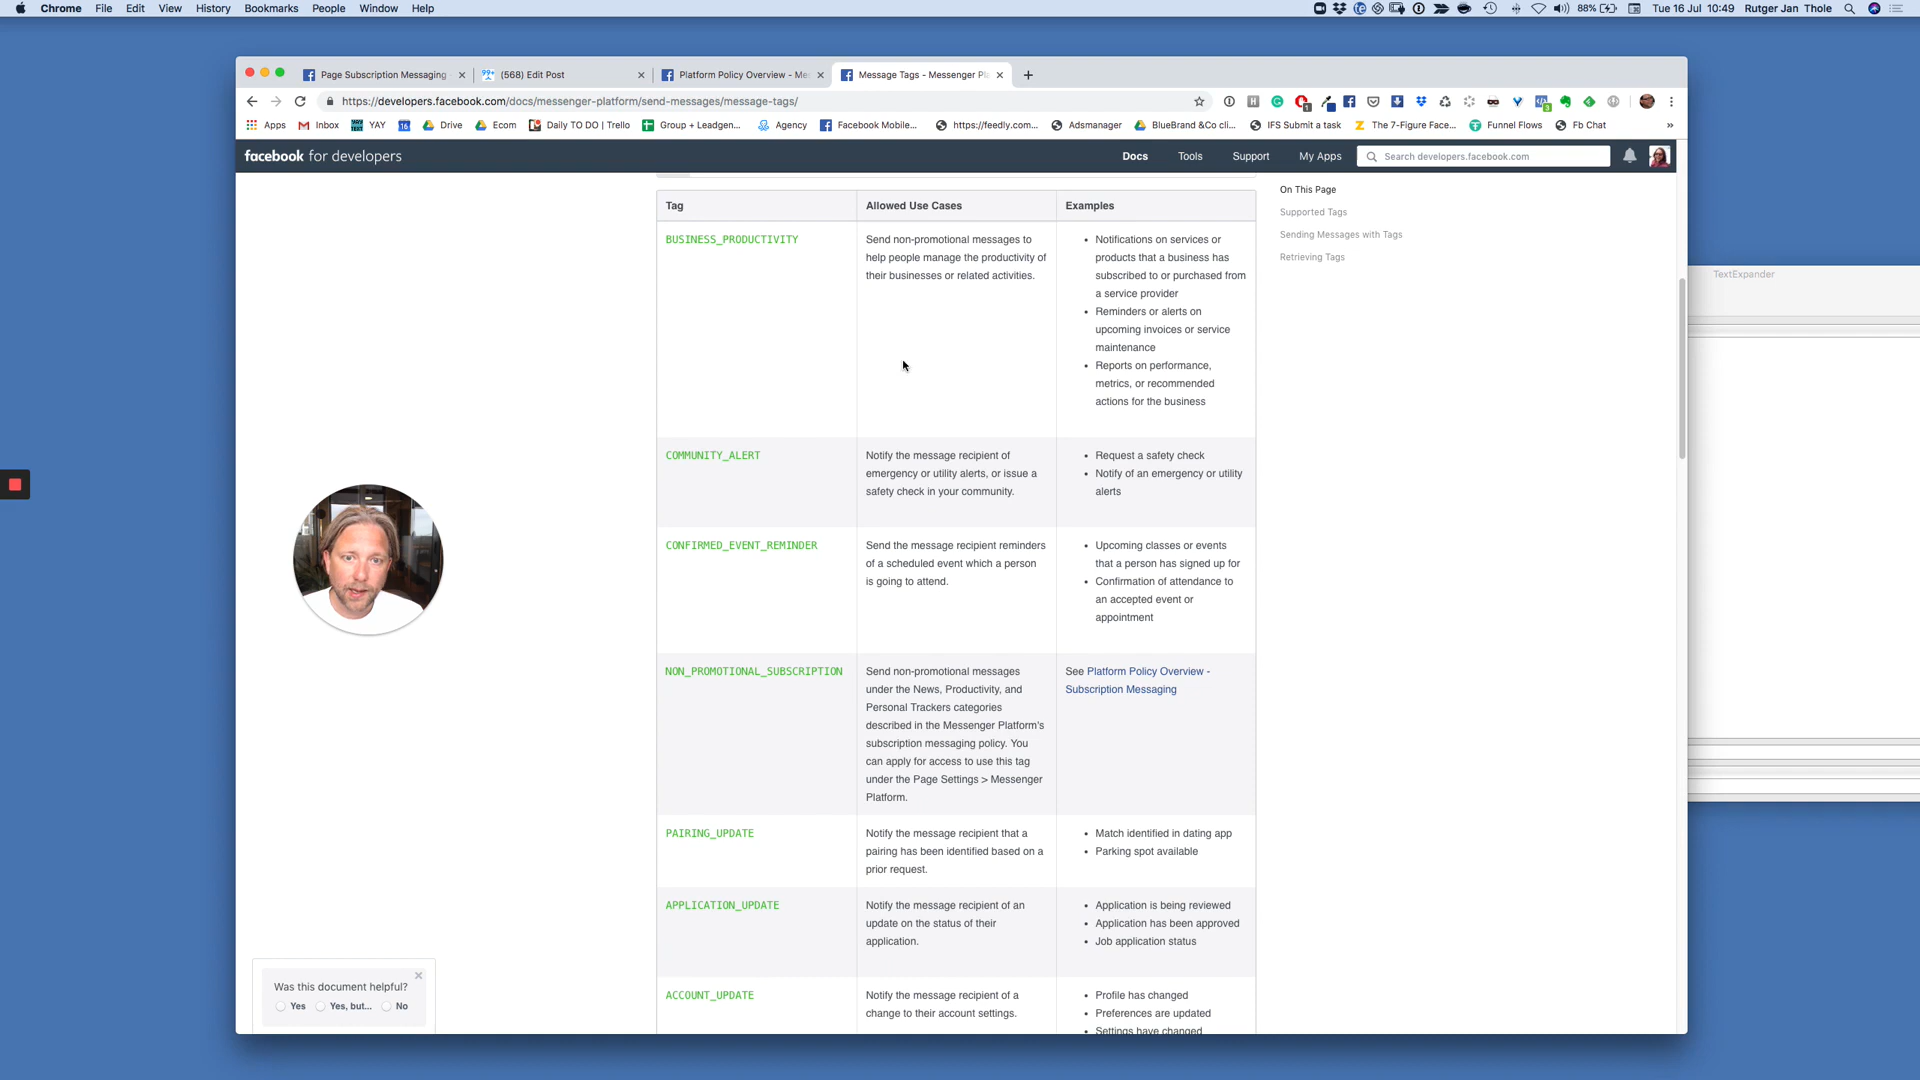 Chrome File Edit View History Bookmarks People Window Help
88% Tue 16 Jul 10:49 Rutger Jan Thole
Page Subscription Messaging
(568) Edit Post
Platform Policy Overview - Me
Message Tags - Messenger Pl
https://developers.facebook.com/docs/messenger-platform/send-messages/message-tags/
Apps Inbox YAY Drive Ecom Daily TO DO | Trello Group + Leadgen... Agency Facebook Mobile... https://feedly.com... Adsmanager BlueBrand &Co cli... IFS Submit a task The 7-Figure Face... Funnel Flows Fb Chat »
facebook for developers
Docs Tools Support My Apps Search developers.facebook.com
TextExpander
On This Page
Supported Tags
Sending Messages with Tags
Retrieving Tags
Tag Allowed Use Cases Examples
BUSINESS_PRODUCTIVITY
Send non-promotional messages to
help people manage the productivity of
their businesses or related activities.
• Notifications on services or
products that a business has
subscribed to or purchased from
a service provider
• Reminders or alerts on
upcoming invoices or service
maintenance
• Reports on performance,
metrics, or recommended
actions for the business
COMMUNITY_ALERT
Notify the message recipient of
emergency or utility alerts, or issue a
safety check in your community.
• Request a safety check
• Notify of an emergency or utility
alerts
CONFIRMED_EVENT_REMINDER
Send the message recipient reminders
of a scheduled event which a person
is going to attend.
• Upcoming classes or events
that a person has signed up for
• Confirmation of attendance to
an accepted event or
appointment
NON_PROMOTIONAL_SUBSCRIPTION
Send non-promotional messages
under the News, Productivity, and
Personal Trackers categories
described in the Messenger Platform's
subscription messaging policy. You
can apply for access to use this tag
under the Page Settings > Messenger
Platform.
See Platform Policy Overview -
Subscription Messaging
PAIRING_UPDATE
Notify the message recipient that a
pairing has been identified based on a
prior request.
• Match identified in dating app
• Parking spot available
APPLICATION_UPDATE
Notify the message recipient of an
update on the status of their
application.
• Application is being reviewed
• Application has been approved
• Job application status
ACCOUNT_UPDATE
Notify the message recipient of a
change to their account settings.
• Profile has changed
• Preferences are updated
• Settings have changed
Was this document helpful?
Yes Yes, but... No